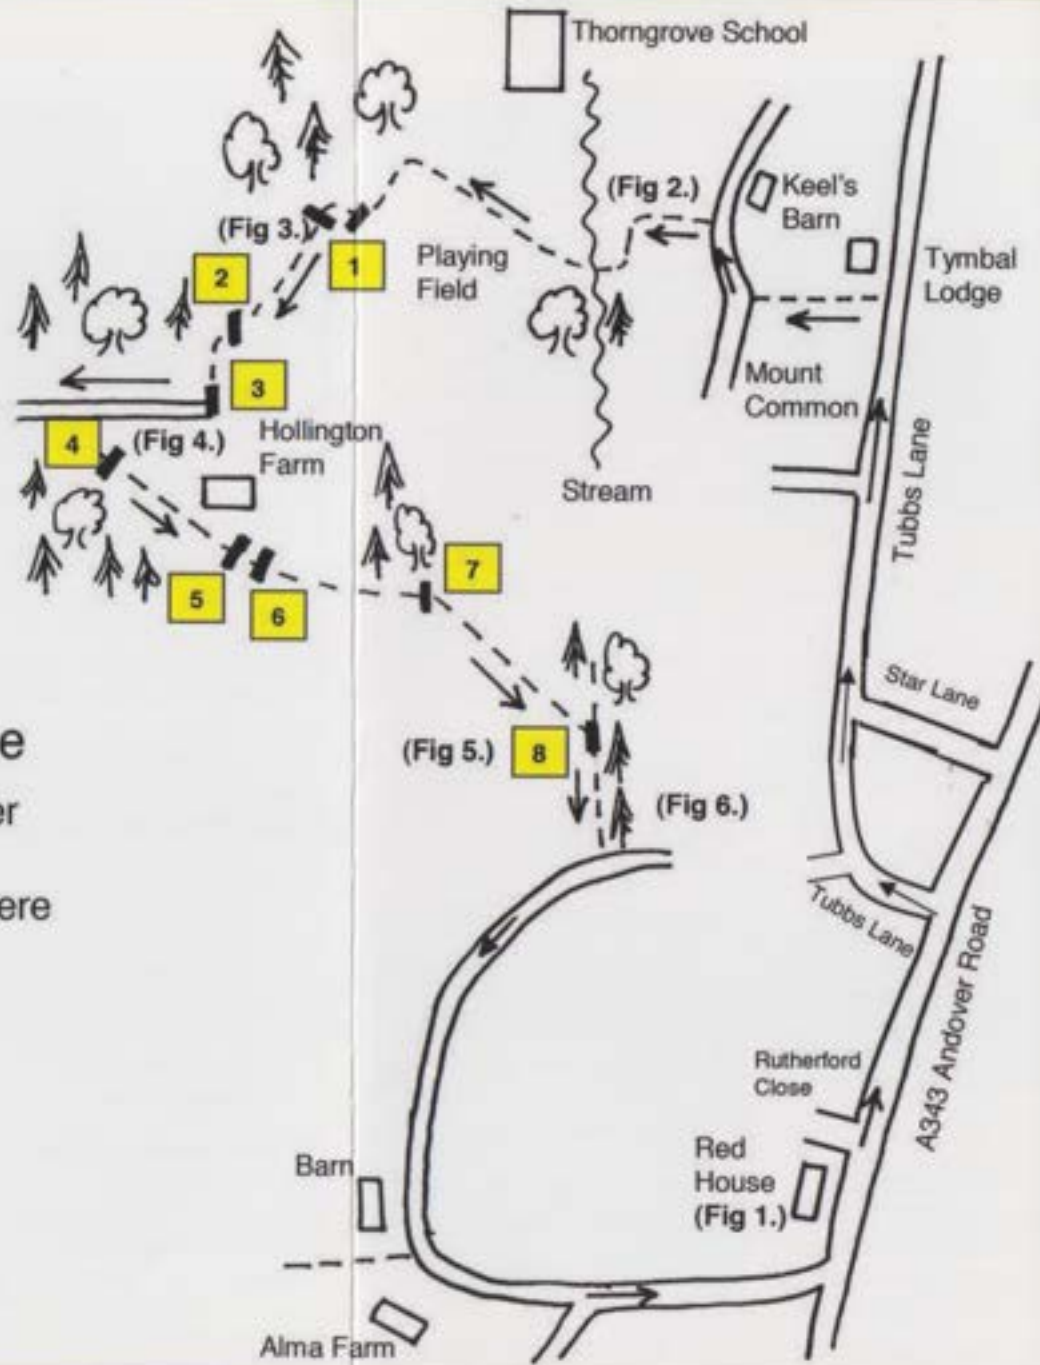 Thorngrove School
(Fig 2.)
Keel's
Barn
Tymbal
Lodge
(Fig 3.)
1
Playing
Field
2
Mount
Common
3
4
(Fig 4.)
Hollington
Farm
Stream
Tubbs Lane
5
6
7
Star Lane
e
er
ere
(Fig 5.)
8
(Fig 6.)
Tubbs Lane
A343 Andover Road
Rutherford
Close
Red
House
(Fig 1.)
Barn
Alma Farm